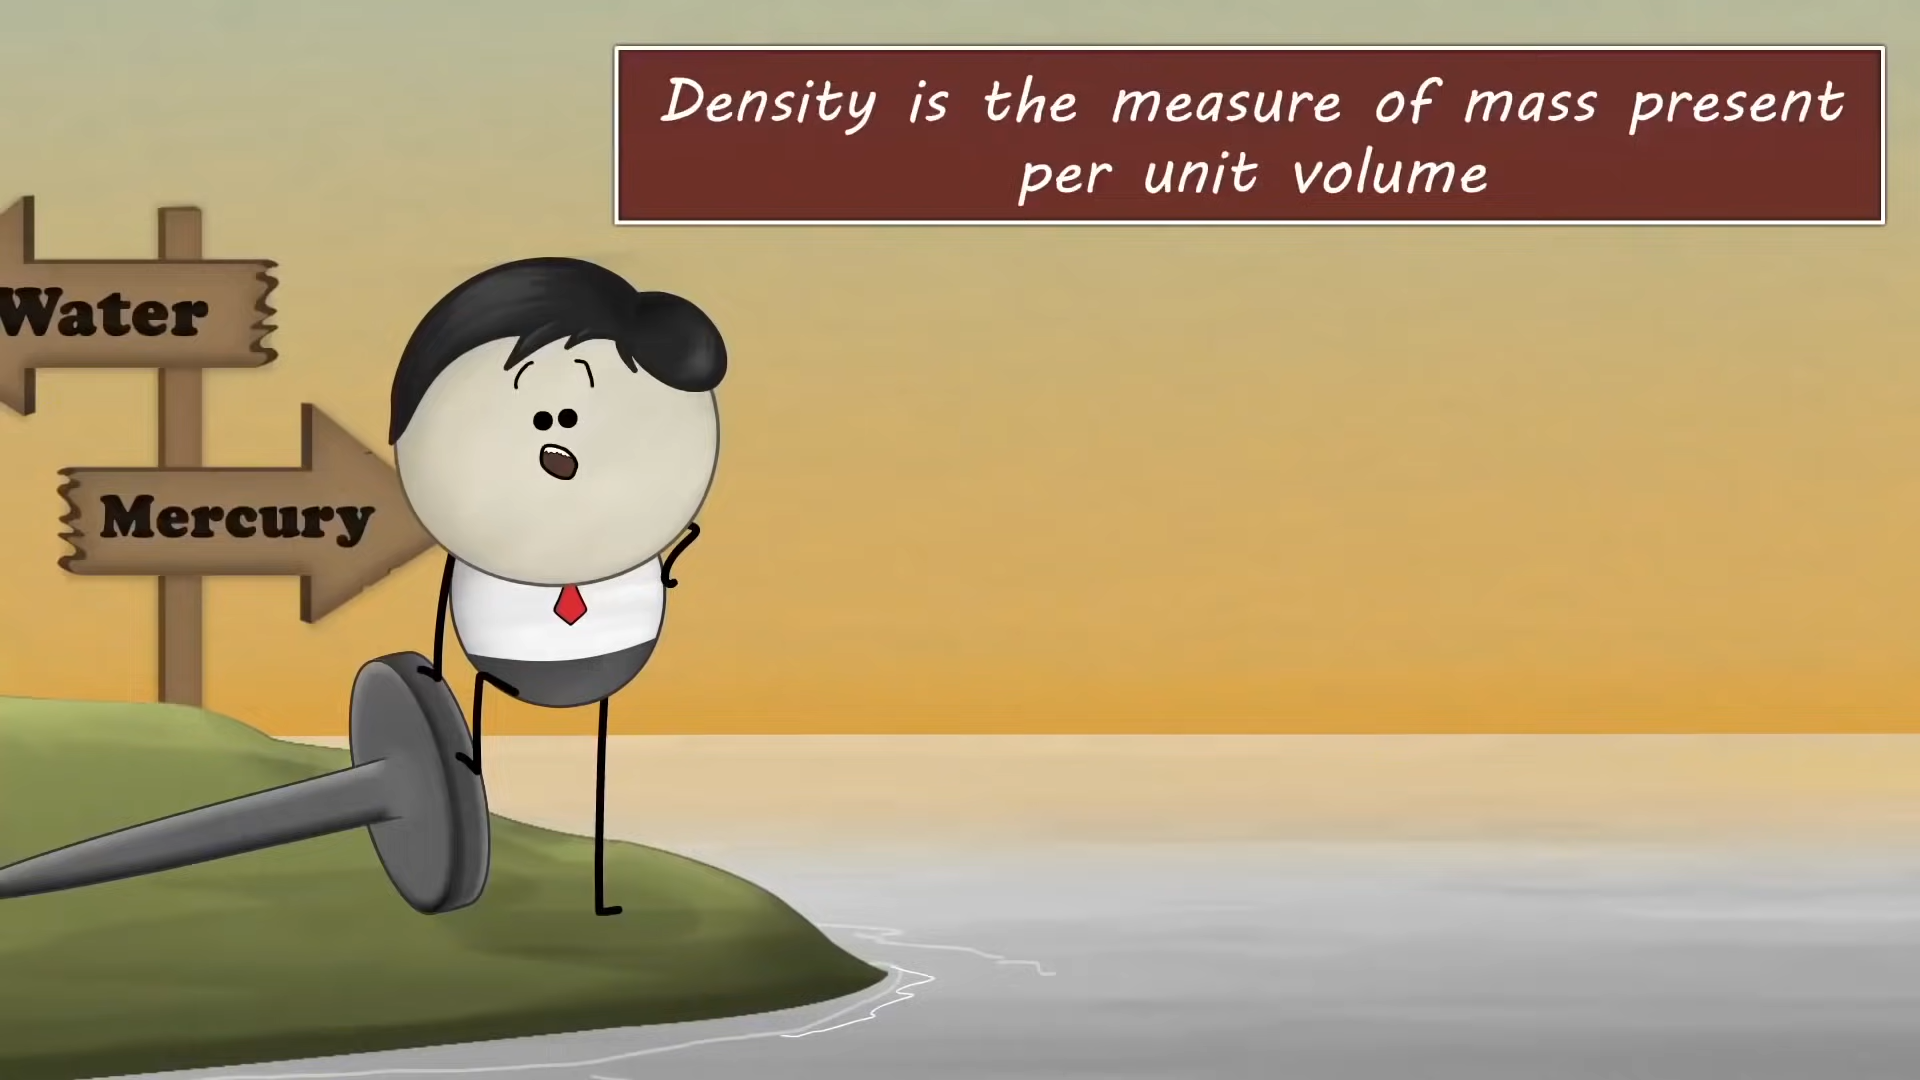 Density is the measure of mass present
per unit volume
Water
Mercury